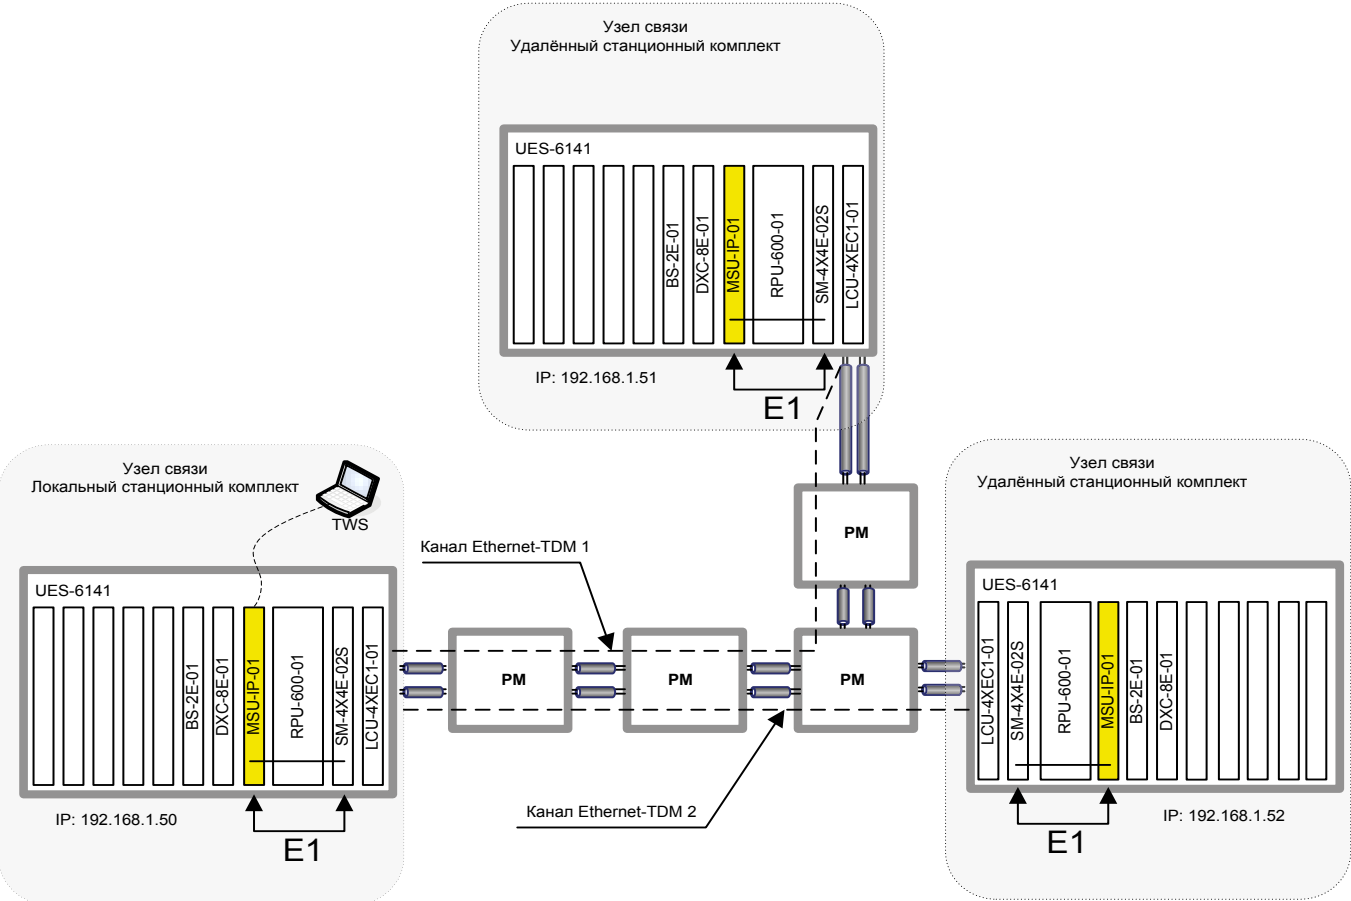 Узел связи
Удалённый станционный комплект
UES-6141
BS-2E-01
DXC-8E-01
MSU-IP-01
RPU-600-01
SM-4X4E-02S
LCU-4XEC1-01
IP: 192.168.1.51
E1
Узел связи
Локальный станционный комплект
TWS
UES-6141
BS-2E-01
DXC-8E-01
MSU-IP-01
RPU-600-01
SM-4X4E-02S
LCU-4XEC1-01
IP: 192.168.1.50
E1
Канал Ethernet-TDM 1
РМ
РМ
РМ
РМ
Канал Ethernet-TDM 2
Узел связи
Удалённый станционный комплект
UES-6141
LCU-4XEC1-01
SM-4X4E-02S
RPU-600-01
MSU-IP-01
BS-2E-01
DXC-8E-01
IP: 192.168.1.52
E1